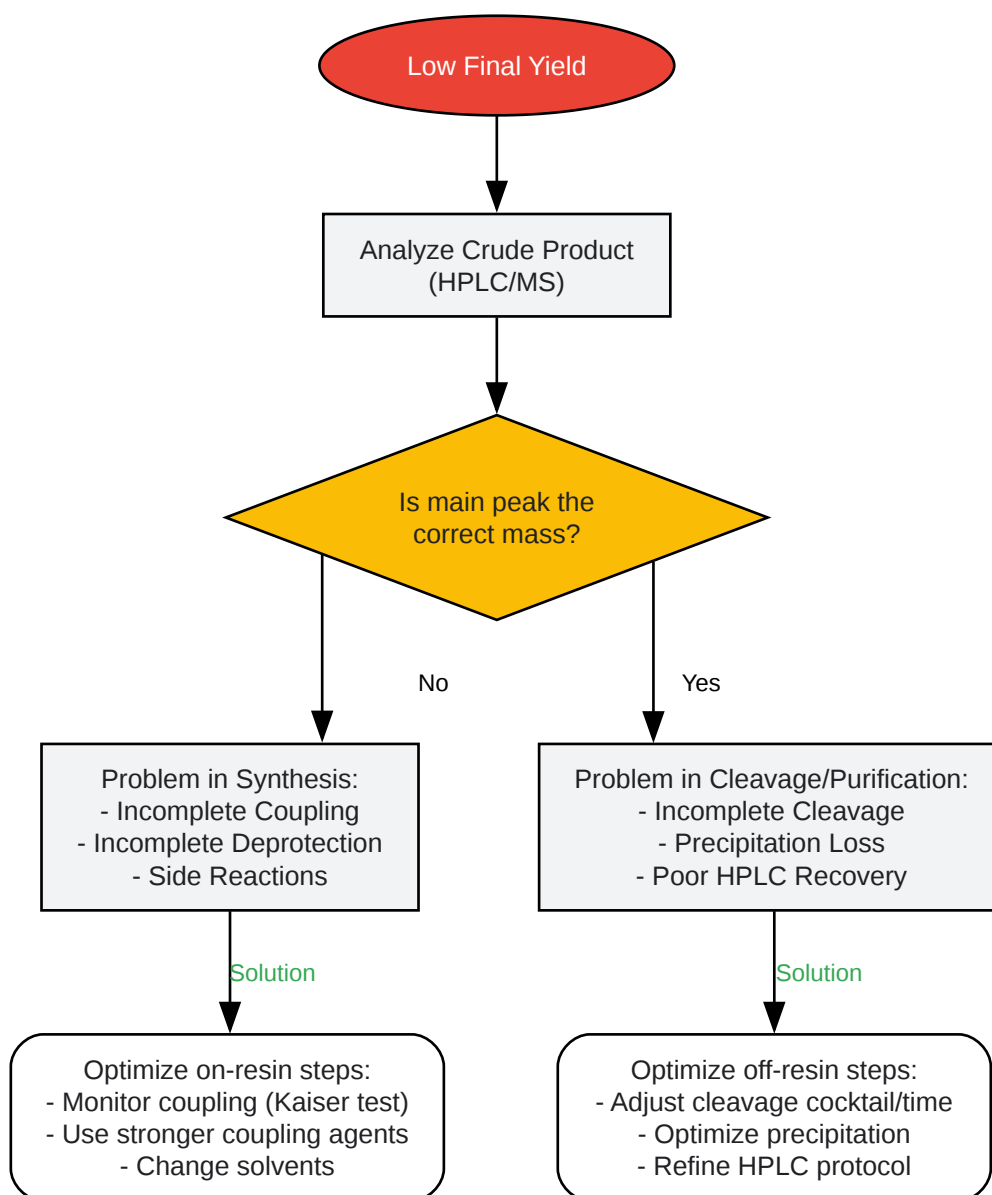 Low Final Yield
Analyze Crude Product
(HPLC/MS)
Is main peak the
correct mass?
No
Yes
Problem in Synthesis:
- Incomplete Coupling
- Incomplete Deprotection
- Side Reactions
Problem in Cleavage/Purification:
- Incomplete Cleavage
- Precipitation Loss
- Poor HPLC Recovery
Solution
Solution
Optimize on-resin steps:
- Monitor coupling (Kaiser test)
- Use stronger coupling agents
- Change solvents
Optimize off-resin steps:
- Adjust cleavage cocktail/time
- Optimize precipitation
- Refine HPLC protocol